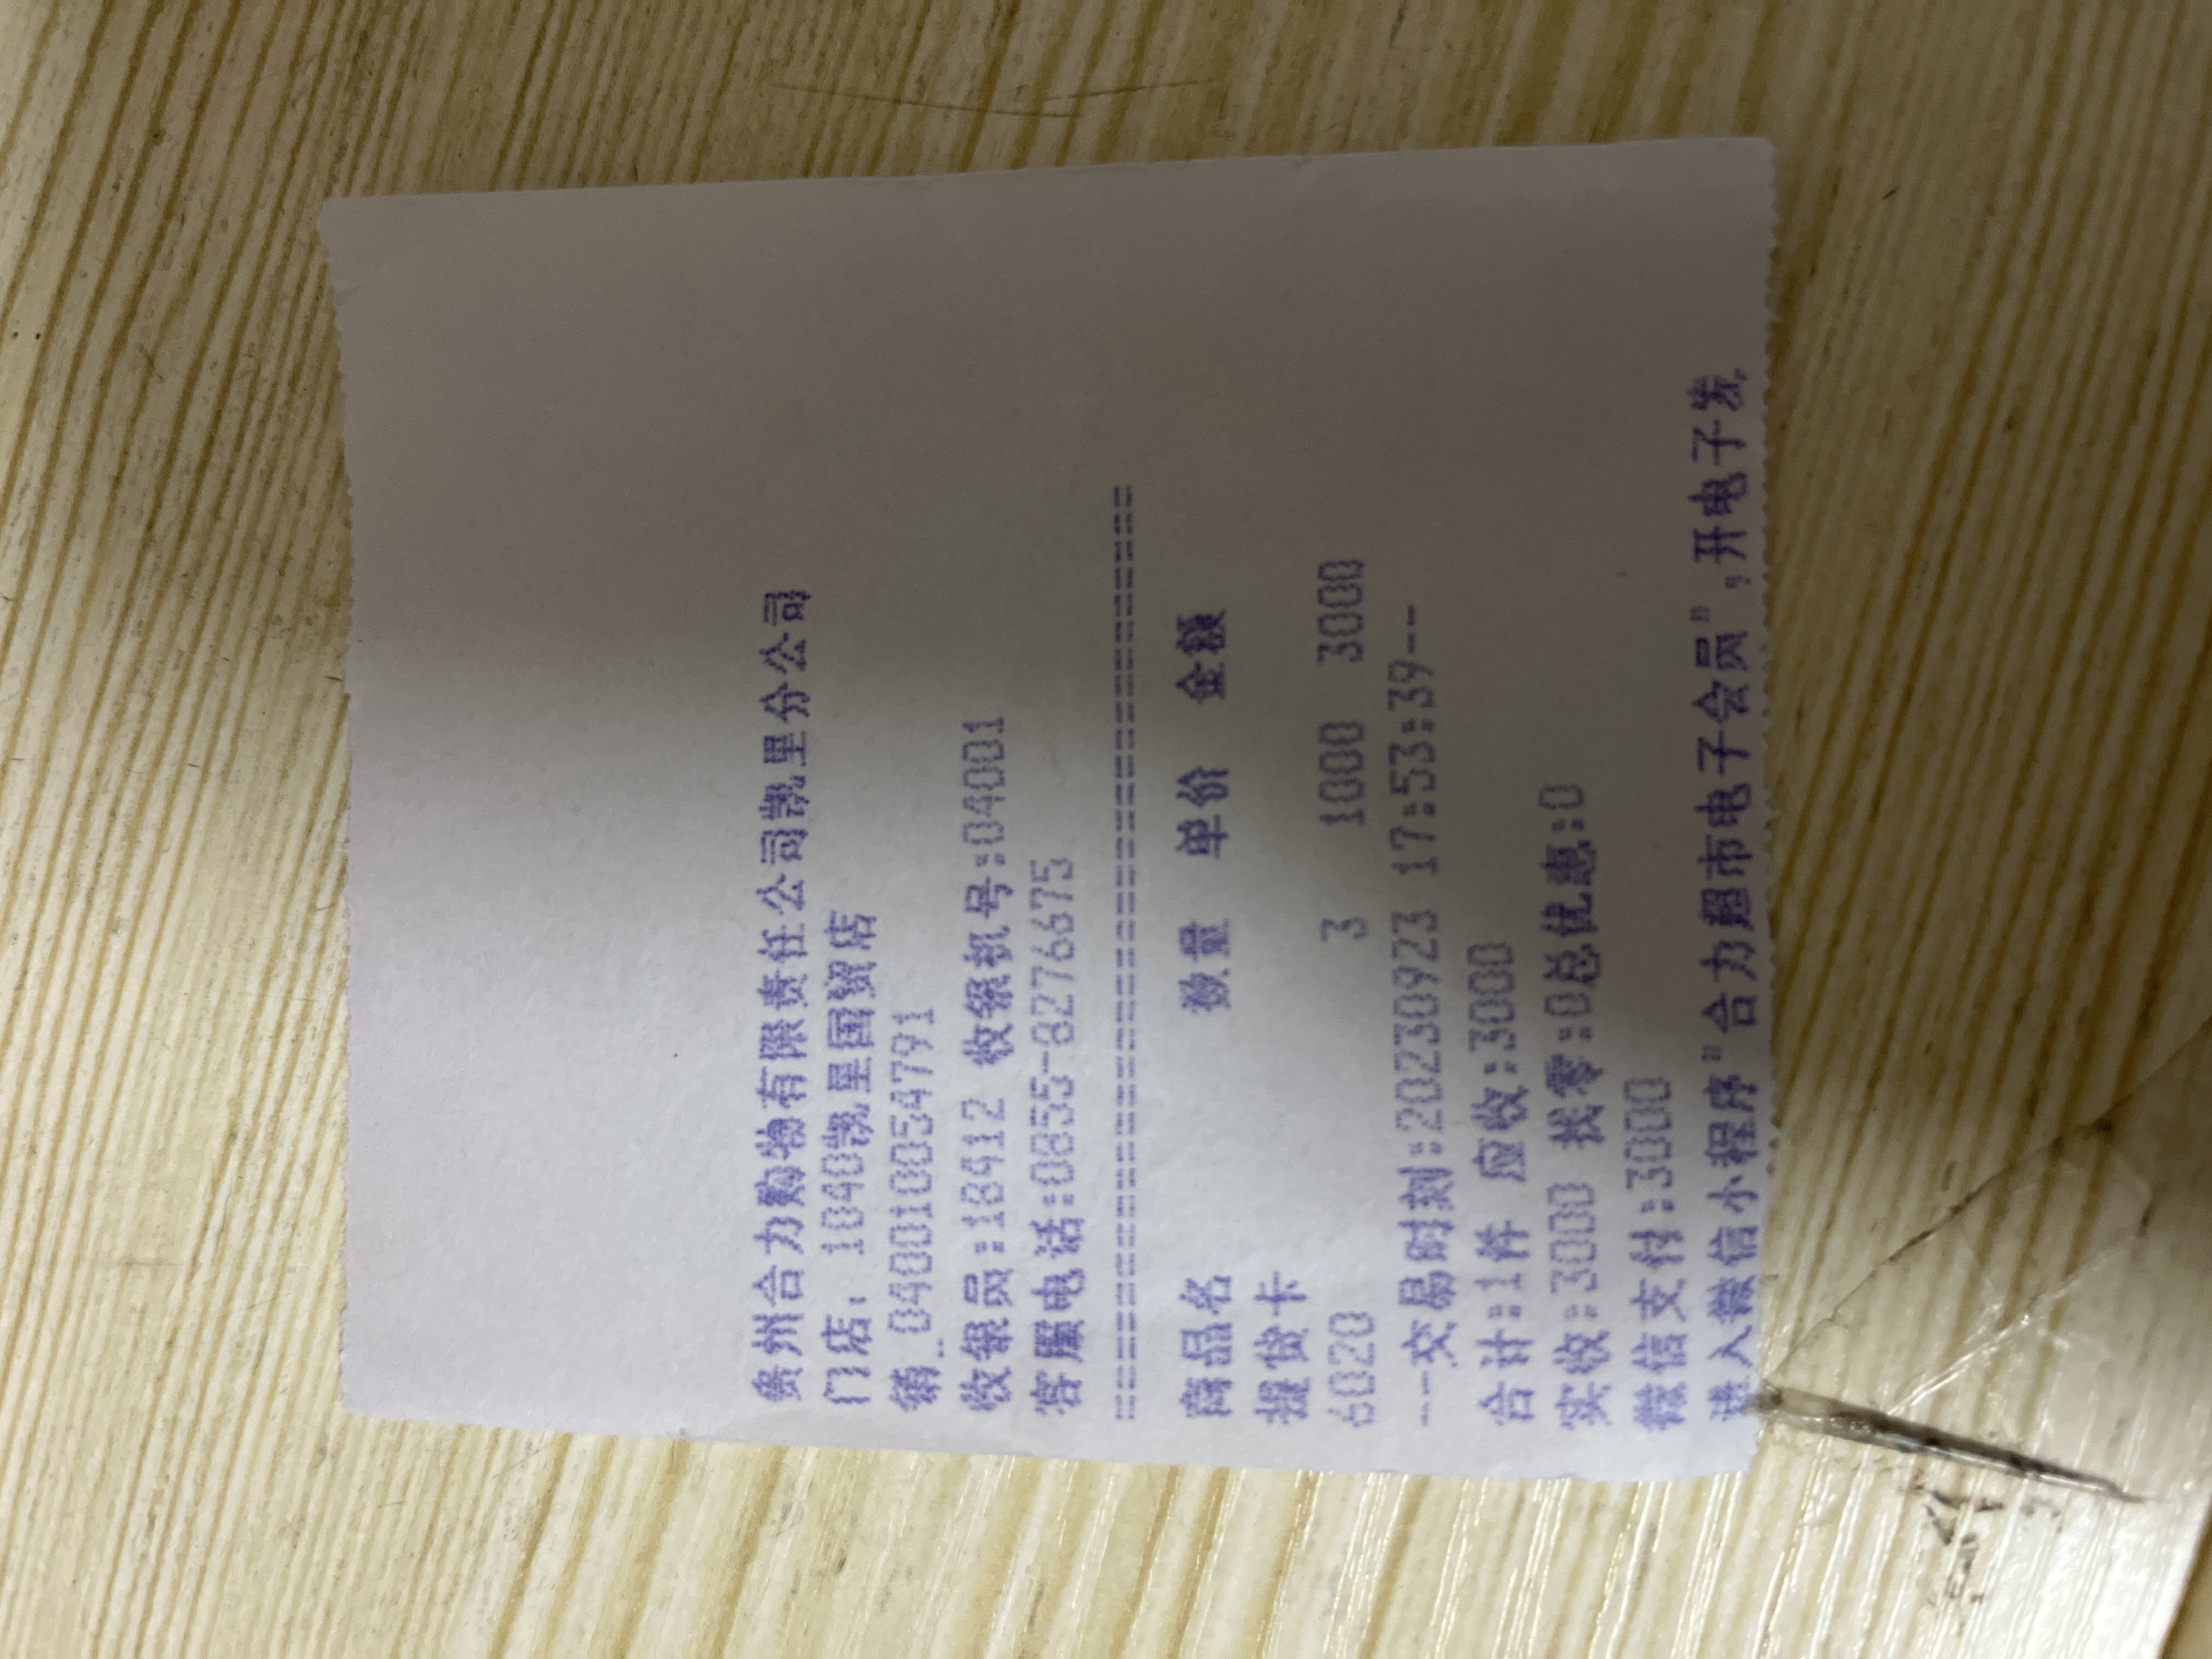 贵州合力购物有限责任公司凯里分公司
门店: 1040凯里国贸店
销_0400100547​91
收银员:18412 收银机号:04001
客服电话:0855-8276675
========================================
商品名 数量 单价 金额
提货卡
6020 3 1000 3000
--交易时刻:20230923 17:53:39--
合计:1件 应收:3000
实收:3000 找零:0总优惠:0
微信支付:3000
进入微信小程序"合力超市电子会员",开电子发